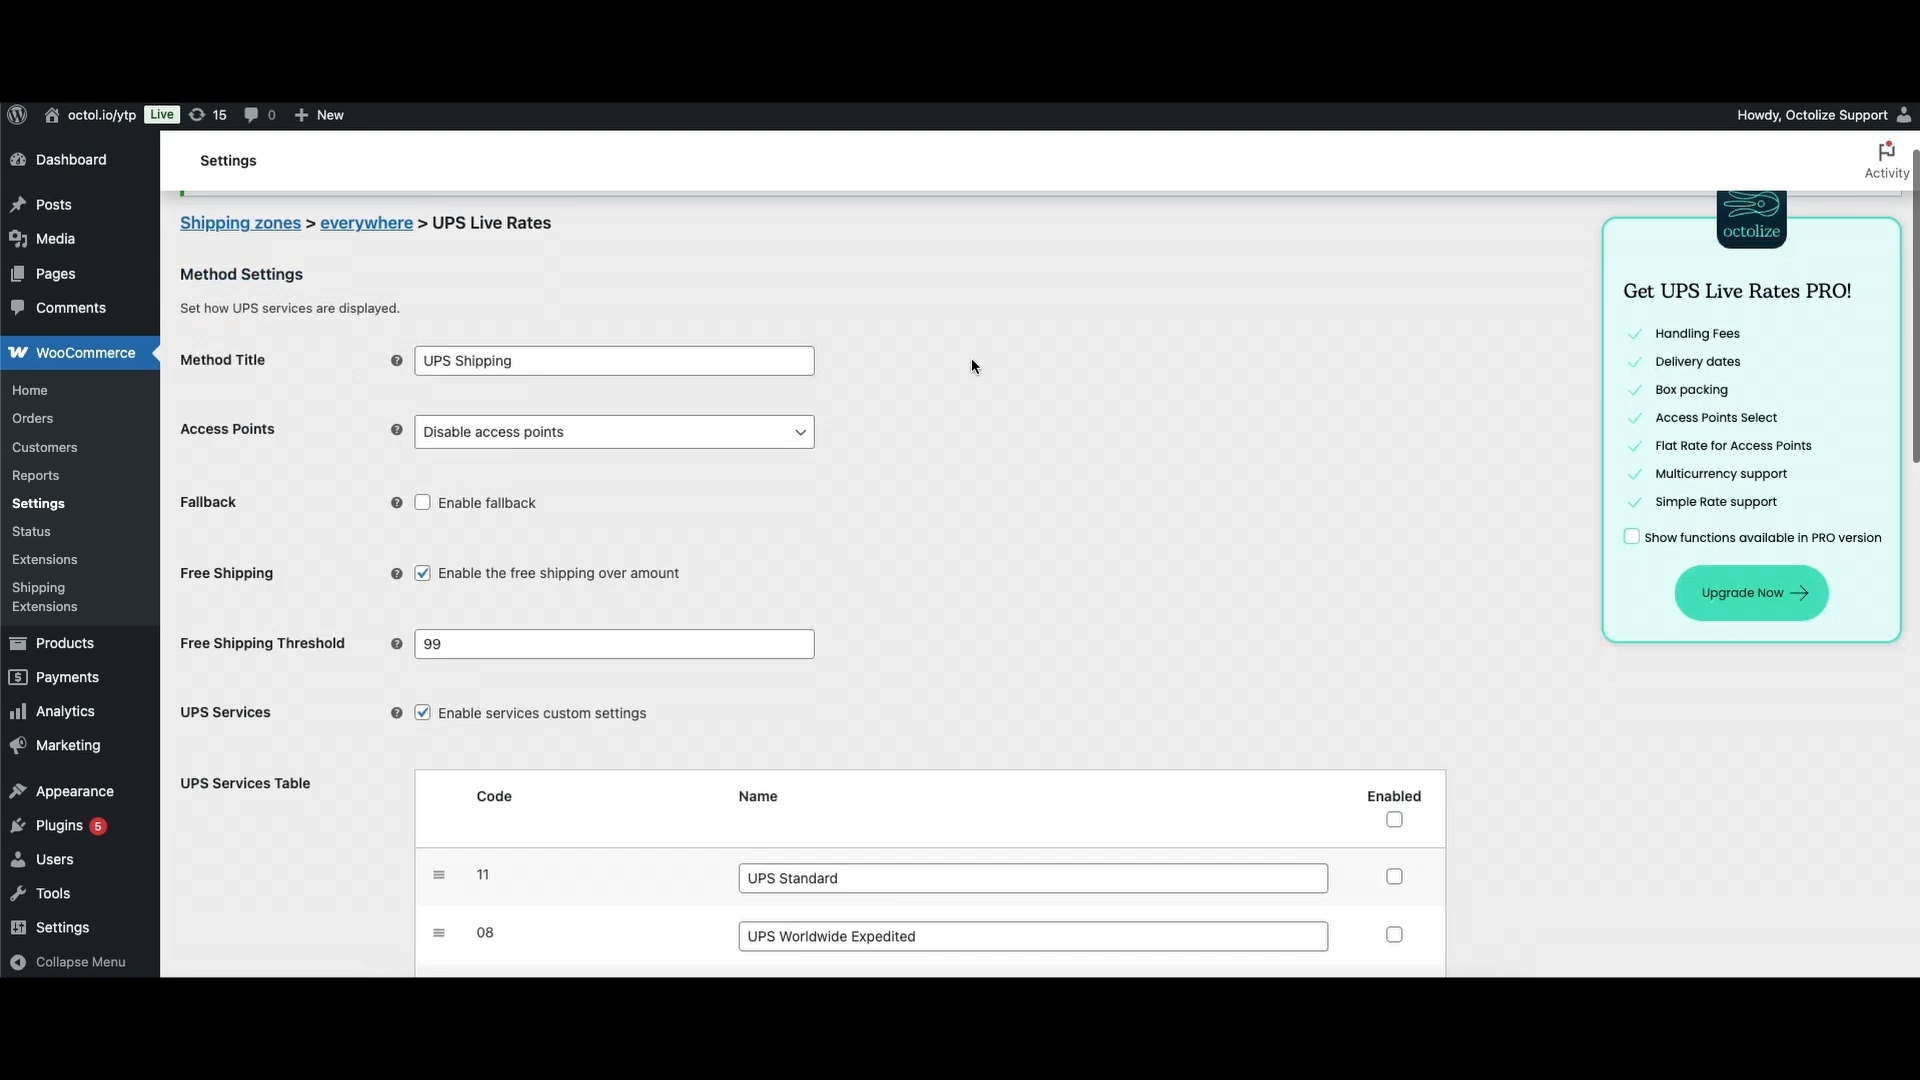 octol.io/ytp Live 15 0 New
Howdy, Octolize Support
Dashboard
Posts
Media
Pages
Comments
WooCommerce
Home
Orders
Customers
Reports
Settings
Status
Extensions
Shipping
Extensions
Products
Payments
Analytics
Marketing
Appearance
Plugins 5
Users
Tools
Settings
Collapse Menu
Settings
Activity
Shipping zones > everywhere > UPS Live Rates
Method Settings
Set how UPS services are displayed.
Method Title ? UPS Shipping
Access Points ? Disable access points
Fallback ? Enable fallback
Free Shipping ? Enable the free shipping over amount
Free Shipping Threshold ? 99
UPS Services ? Enable services custom settings
UPS Services Table
Code Name Enabled
11 UPS Standard
08 UPS Worldwide Expedited
octolize
Get UPS Live Rates PRO!
Handling Fees
Delivery dates
Box packing
Access Points Select
Flat Rate for Access Points
Multicurrency support
Simple Rate support
Show functions available in PRO version
Upgrade Now